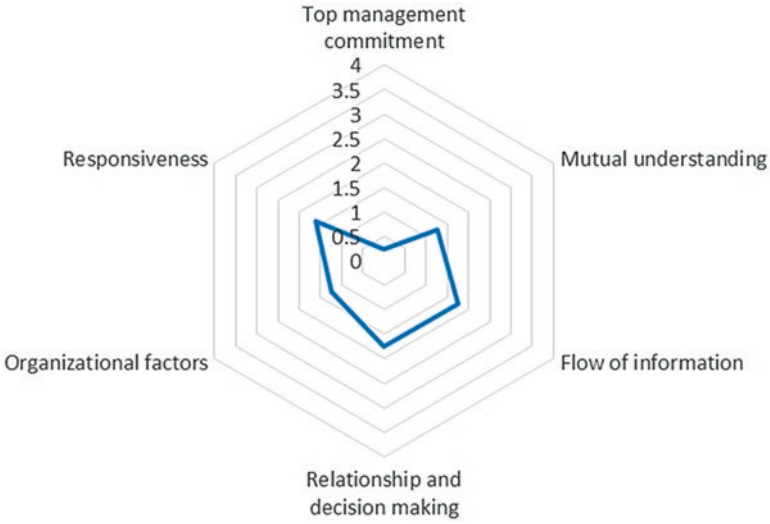 Top management
commitment
4
3.5
3
2.5
2
1.5
1
0.5
0
Responsiveness
Mutual understanding
Organizational factors
Flow of information
Relationship and
decision making